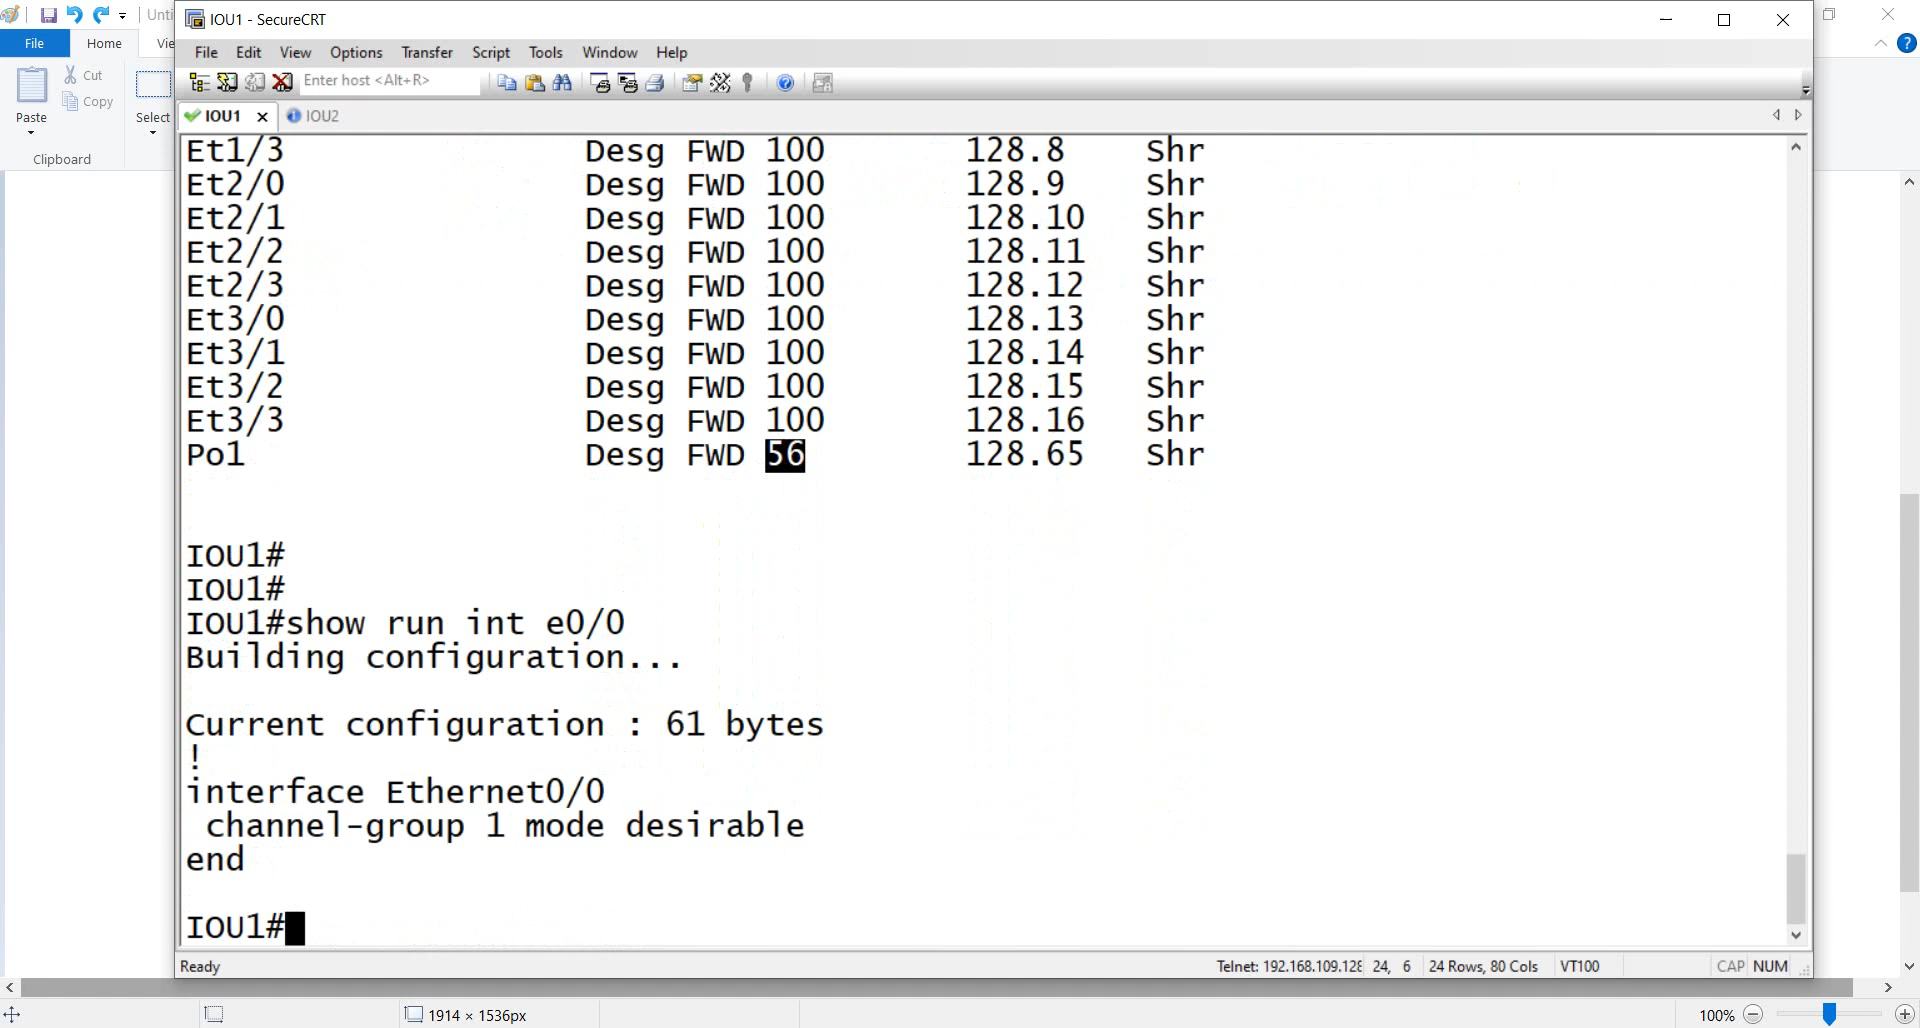 Unti
IOU1 - SecureCRT
File Home Vie
File Edit View Options Transfer Script Tools Window Help
Cut
Copy
Paste
Select
Clipboard
Enter host <Alt+R>
IOU1 IOU2
Et1/3 Desg FWD 100 128.8 Shr
Et2/0 Desg FWD 100 128.9 Shr
Et2/1 Desg FWD 100 128.10 Shr
Et2/2 Desg FWD 100 128.11 Shr
Et2/3 Desg FWD 100 128.12 Shr
Et3/0 Desg FWD 100 128.13 Shr
Et3/1 Desg FWD 100 128.14 Shr
Et3/2 Desg FWD 100 128.15 Shr
Et3/3 Desg FWD 100 128.16 Shr
Po1 Desg FWD 56 128.65 Shr
IOU1#
IOU1#
IOU1#show run int e0/0
Building configuration...
Current configuration : 61 bytes
!
interface Ethernet0/0
channel-group 1 mode desirable
end
IOU1#
Ready Telnet: 192.168.109.128 24, 6 24 Rows, 80 Cols VT100 CAP NUM
1914 × 1536px 100%